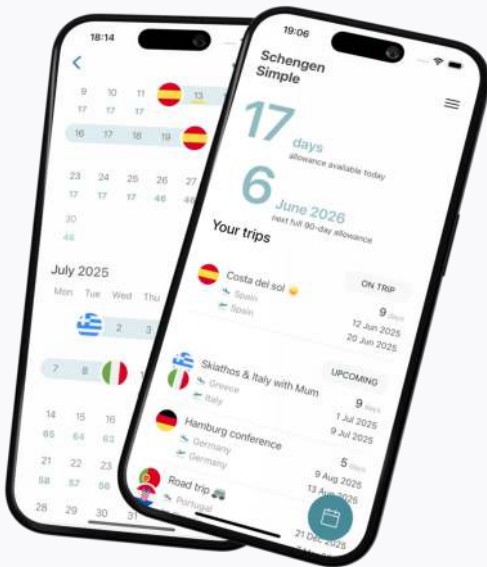 18:14
9 10 11 13
17 17 17
16 17 18 19
23 24 25 26 27
17 17 17 46 46
30
46
July 2025
Mon Tue Wed Thu
2 3
7 8
14 15 16
65 64 63
21 22 23
58 57 56
28 29 30 31
19:06
Schengen
Simple
17 days
allowance available today
6 June 2026
next full 90-day allowance
Your trips
Costa del sol
ON TRIP
Spain
9 days
Spain
12 Jun 2025
20 Jun 2025
Skiathos & Italy with Mum
UPCOMING
Greece
9 days
Italy
1 Jul 2025
9 Jul 2025
Hamburg conference
5 days
Germany
9 Aug 2025
Germany
13 Aug 2025
Road trip
Portugal
21 Dec 2025